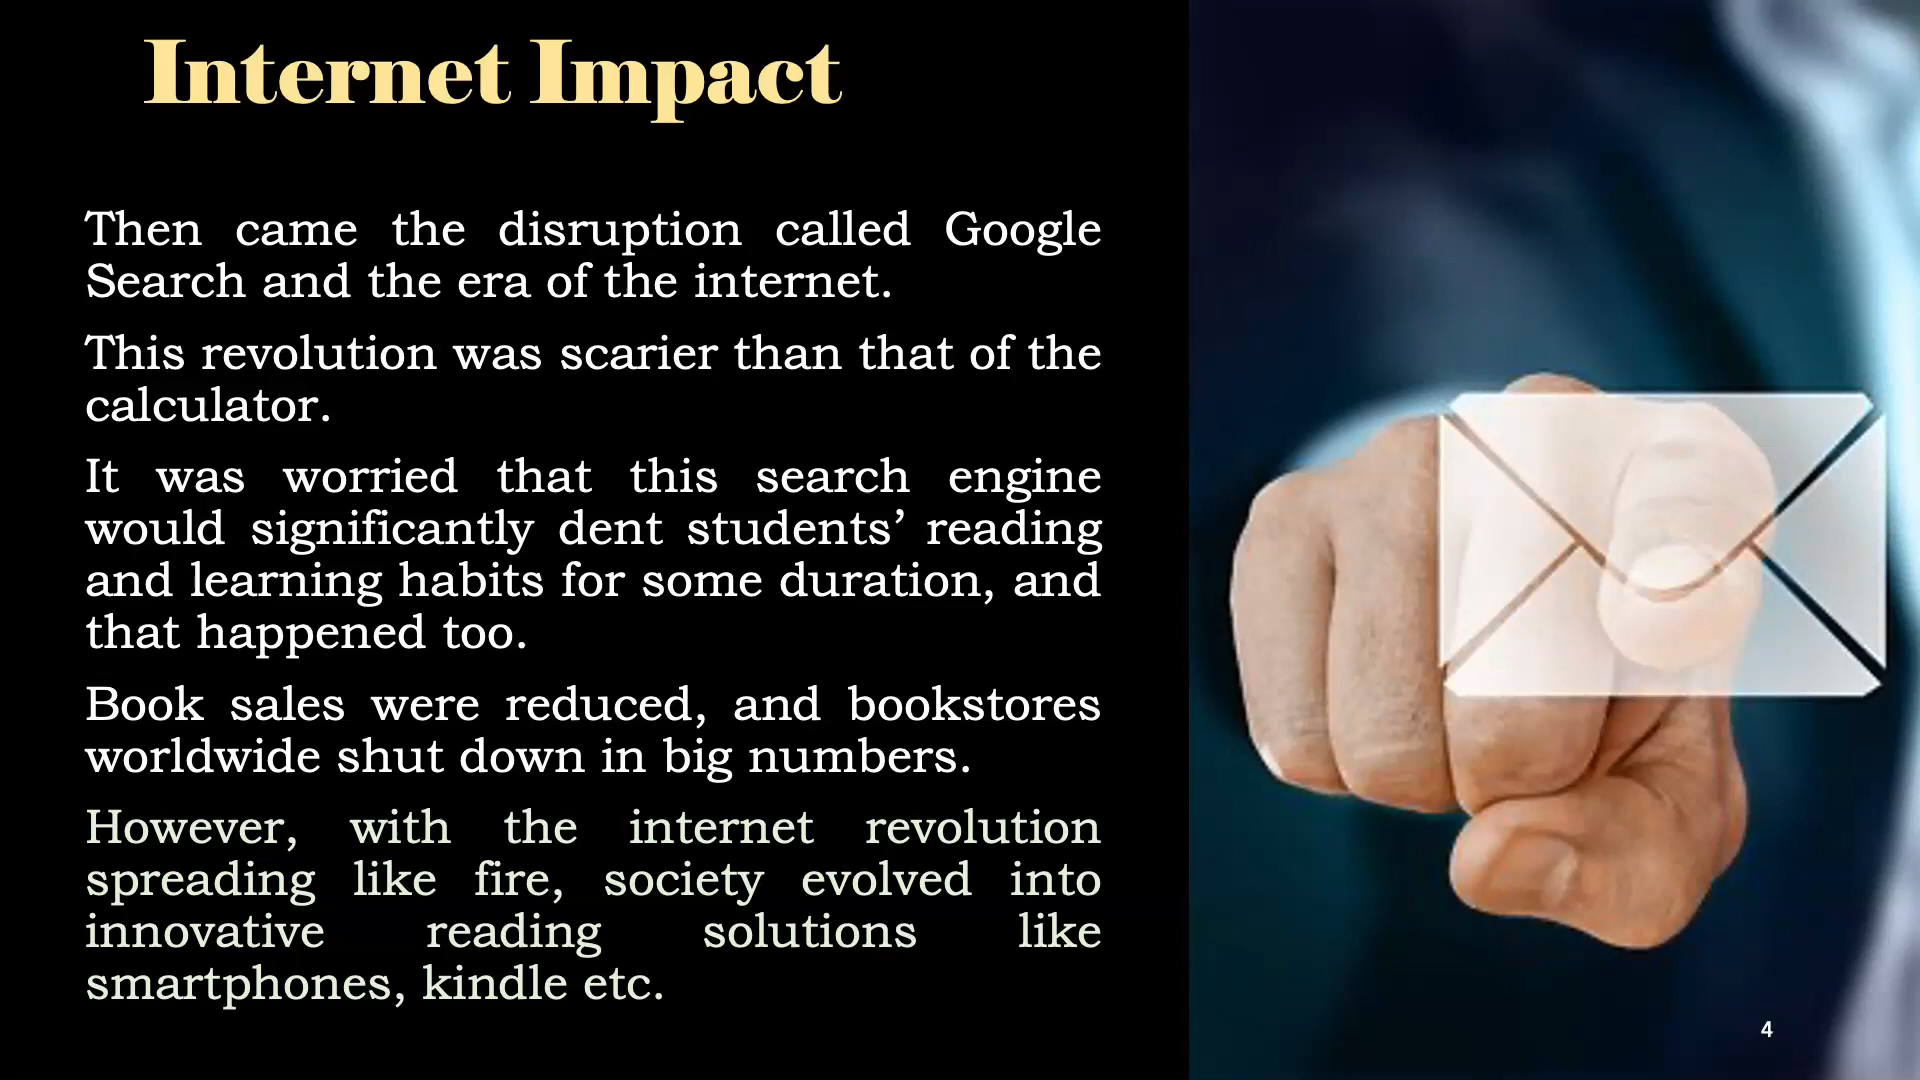 Internet Impact
Then came the disruption called Google
Search and the era of the internet.
This revolution was scarier than that of the
calculator.
It was worried that this search engine
would significantly dent students’ reading
and learning habits for some duration, and
that happened too.
Book sales were reduced, and bookstores
worldwide shut down in big numbers.
However, with the internet revolution
spreading like fire, society evolved into
innovative reading solutions like
smartphones, kindle etc.
4